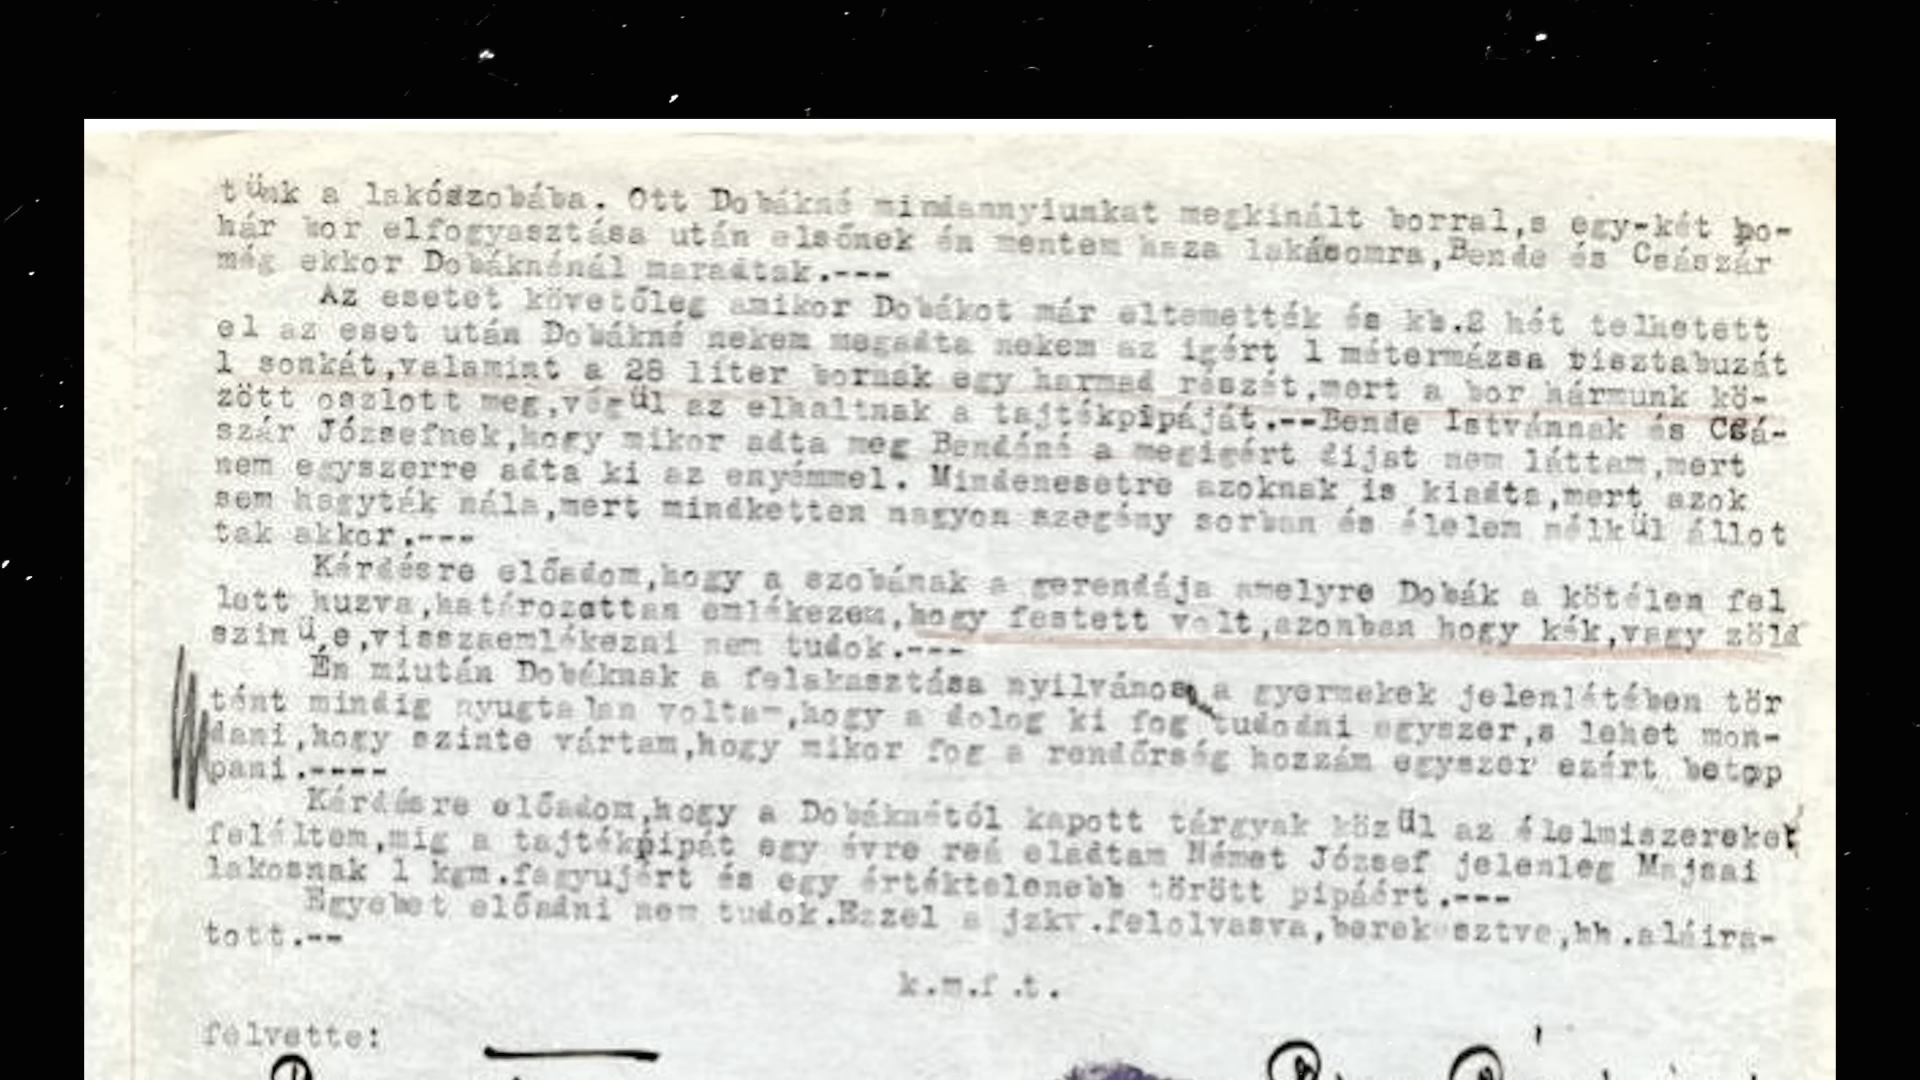 tünk a lakószobába. Ott Dobákné mindannyiunkat megkinált borral,s egy-két po-
hár bor elfogyasztása után elsőnek én mentem haza lakásomra,Bende és Császár
még ekkor Dobáknénál maradtak.---
Az esetet követőleg amikor Dobákot már eltemették és kb.2 hét telhetett
el az eset után Dobákné nekem megadta nekem az igért 1 métermázsa tisztabuzát
1 sonkát,valamint a 28 liter bornak egy harmad részét,mert a bor hármunk kö-
zött oszlott meg,végül az elhaltnak a tajtékpipáját.--Bende Istvánnak és Csá-
szár Józsefnek,hogy mikor adta meg Bendáné a megigért dijat nem láttam,mert
nem egyszerre adta ki az enyémmel. Mindenesetre azoknak is kiadta,mert azok
sem hagyták nála,mert mindketten nagyon szegény sorban és élelem nélkül állot
tak akkor.---
Kérdésre előadom,hogy a szobának a gerendája amelyre Dobák a kötélen fel
lett huzva,határozottan emlékezem,hogy festett volt,azonban hogy kék,vagy zöld
szinü e,visszaemlékezni nem tudok.---
Én miután Dobáknak a felakasztása nyilvános a gyermekek jelenlétében tör
tént mindig nyugtalan voltam,hogy a dolog ki fog tudodni egyszer,s lehet mon-
dani,hogy szinte vártam,hogy mikor fog a rendőrség hozzám egyszer ezért betop
pani.----
Kérdésre előadom,hogy a Dobáknétól kapott tárgyak közül az élelmiszereket
feléltem,mig a tajtékpipát egy évre reá eladtam Német József jelenleg Majsai
lakosnak 1 kgm.fagyujért és egy értéktelenebb törött pipáért.---
Egyebet előadni nem tudok.Ezzel a jzkv.felolvasva,berekesztve,hh.aláira-
tott.--
k.m.f.t.
felvette: